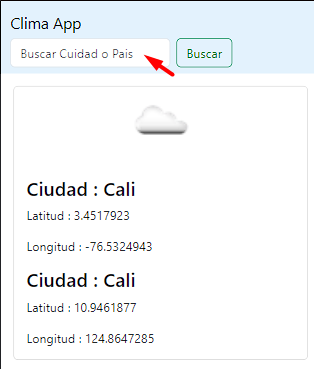 Clima App
Buscar Cuidad o Pais
Buscar
Ciudad : Cali
Latitud : 3.4517923
Longitud : -76.5324943
Ciudad : Cali
Latitud : 10.9461877
Longitud : 124.8647285